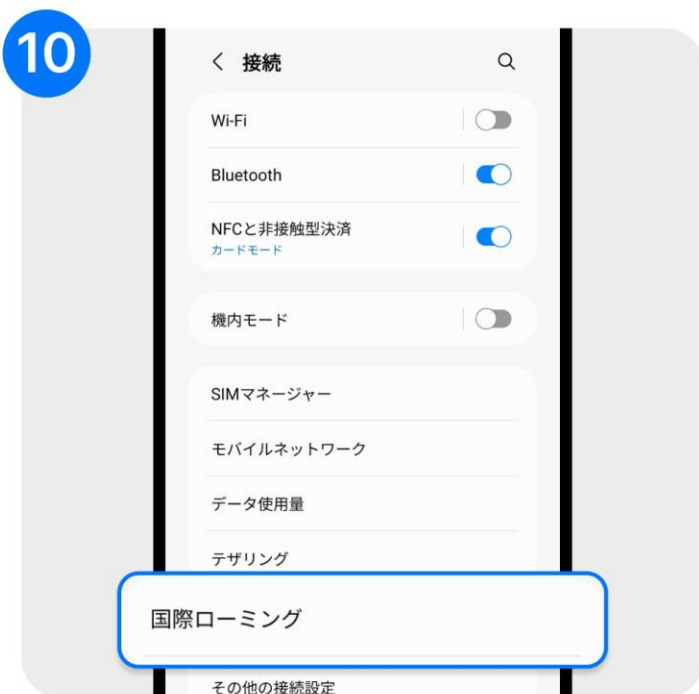 10
接続
Wi-Fi
Bluetooth
NFCと非接触型決済
カードモード
機内モード
SIMマネージャー
モバイルネットワーク
データ使用量
テザリング
国際ローミング
その他の接続設定